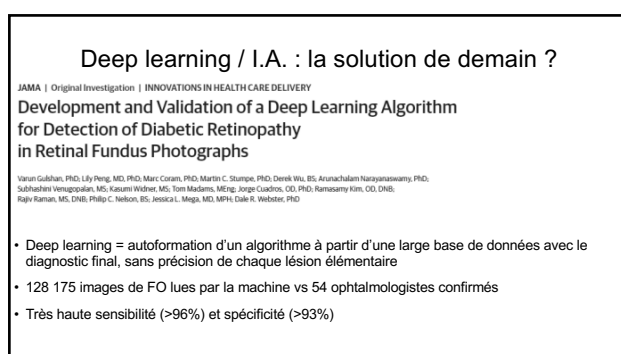 Deep learning / I.A. : la solution de demain ?
JAMA | Original Investigation | INNOVATIONS IN HEALTH CARE DELIVERY
Development and Validation of a Deep Learning Algorithm
for Detection of Diabetic Retinopathy
in Retinal Fundus Photographs
Varun Gulshan, PhD; Lily Peng, MD, PhD; Marc Coram, PhD; Martin C. Stumpe, PhD; Derek Wu, BS; Arunachalam Narayanaswamy, PhD;
Subhashini Venugopalan, MS; Kasumi Widner, MS; Tom Madams, MEng; Jorge Cuadros, OD, PhD; Ramasamy Kim, OD, DNB;
Rajiv Raman, MS, DNB; Philip C. Nelson, BS; Jessica L. Mega, MD, MPH; Dale R. Webster, PhD
• Deep learning = autoformation d'un algorithme à partir d'une large base de données avec le
diagnostic final, sans précision de chaque lésion élémentaire
• 128 175 images de FO lues par la machine vs 54 ophtalmologistes confirmés
• Très haute sensibilité (>96%) et spécificité (>93%)